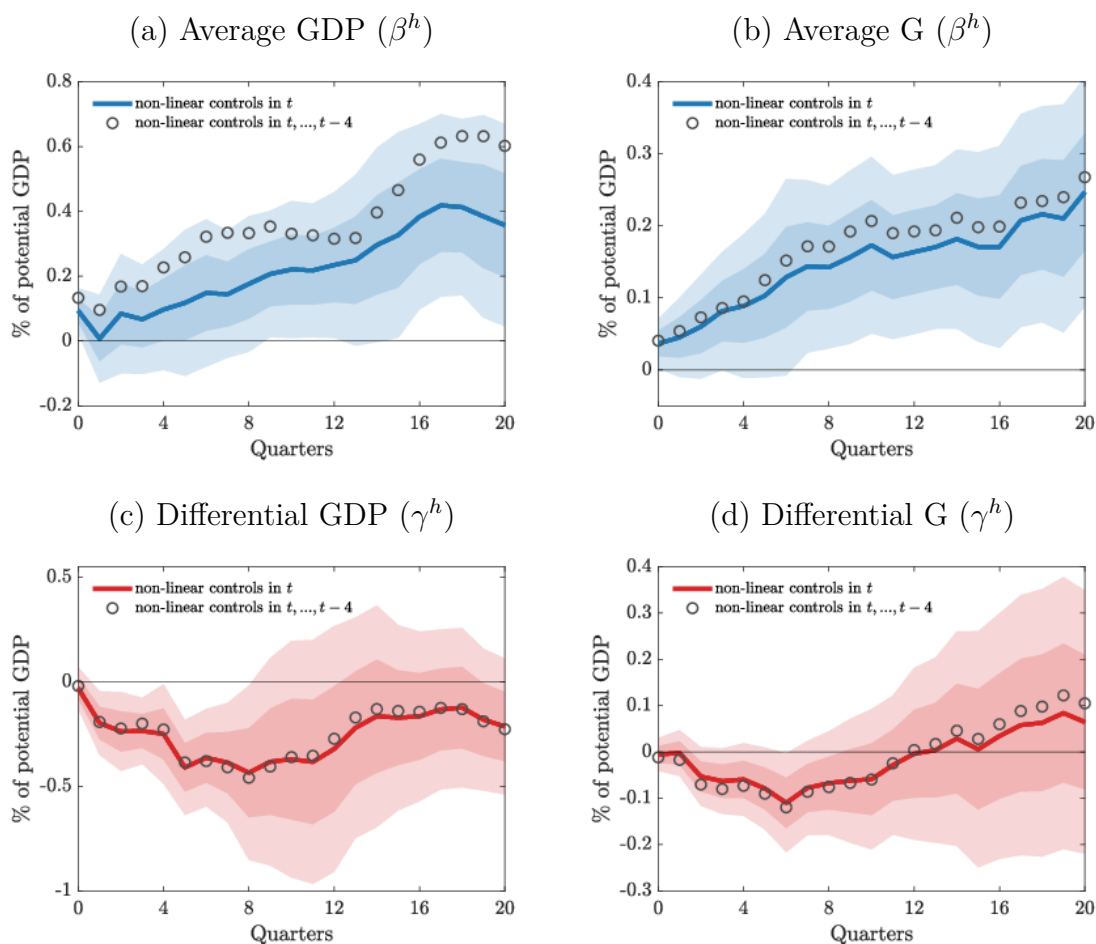 (a) Average GDP (β^h)
(b) Average G (β^h)
0.8
0.6
0.4
0.2
0
-0.2
% of potential GDP
non-linear controls in t
non-linear controls in t, ..., t − 4
0 4 8 12 16 20
Quarters
0.4
0.3
0.2
0.1
0
% of potential GDP
non-linear controls in t
non-linear controls in t, ..., t − 4
0 4 8 12 16 20
Quarters
(c) Differential GDP (γ^h)
(d) Differential G (γ^h)
0.5
0
-0.5
-1
% of potential GDP
non-linear controls in t
non-linear controls in t, ..., t − 4
0 4 8 12 16 20
Quarters
0.4
0.3
0.2
0.1
0
-0.1
-0.2
-0.3
% of potential GDP
non-linear controls in t
non-linear controls in t, ..., t − 4
0 4 8 12 16 20
Quarters